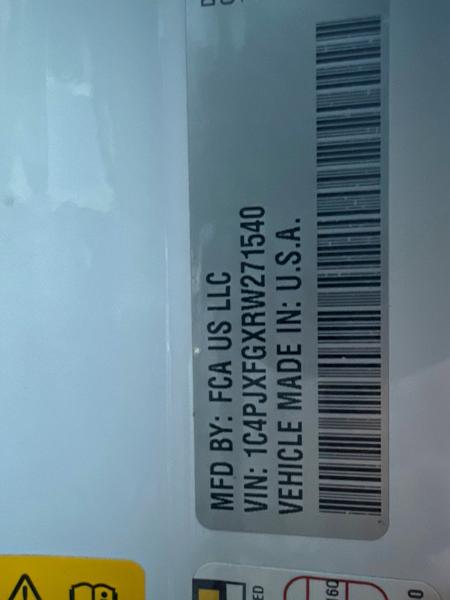 MFD BY: FCA US LLC
VIN: 1C4PJXFGXRW271540
VEHICLE MADE IN: U.S.A.